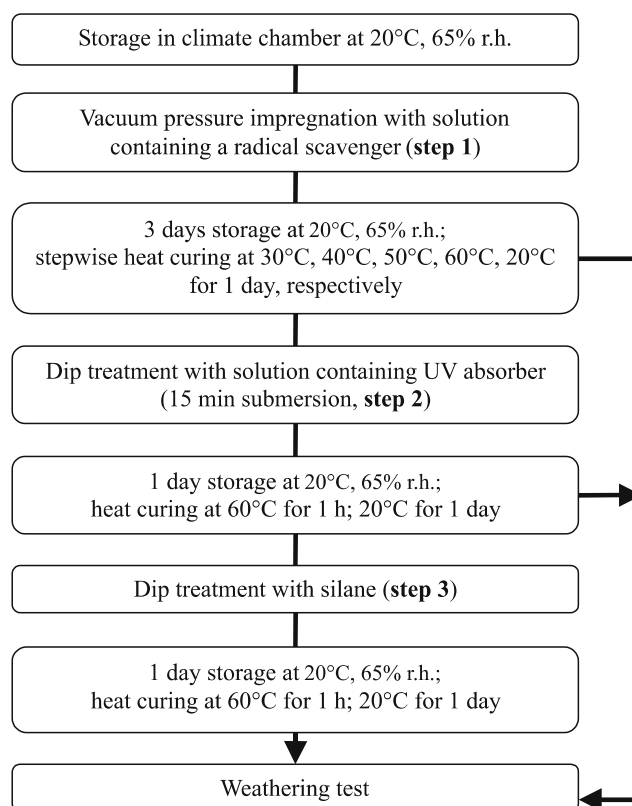 Storage in climate chamber at 20°C, 65% r.h.
Vacuum pressure impregnation with solution
containing a radical scavenger (step 1)
3 days storage at 20°C, 65% r.h.;
stepwise heat curing at 30°C, 40°C, 50°C, 60°C, 20°C
for 1 day, respectively
Dip treatment with solution containing UV absorber
(15 min submersion, step 2)
1 day storage at 20°C, 65% r.h.;
heat curing at 60°C for 1 h; 20°C for 1 day
Dip treatment with silane (step 3)
1 day storage at 20°C, 65% r.h.;
heat curing at 60°C for 1 h; 20°C for 1 day
Weathering test